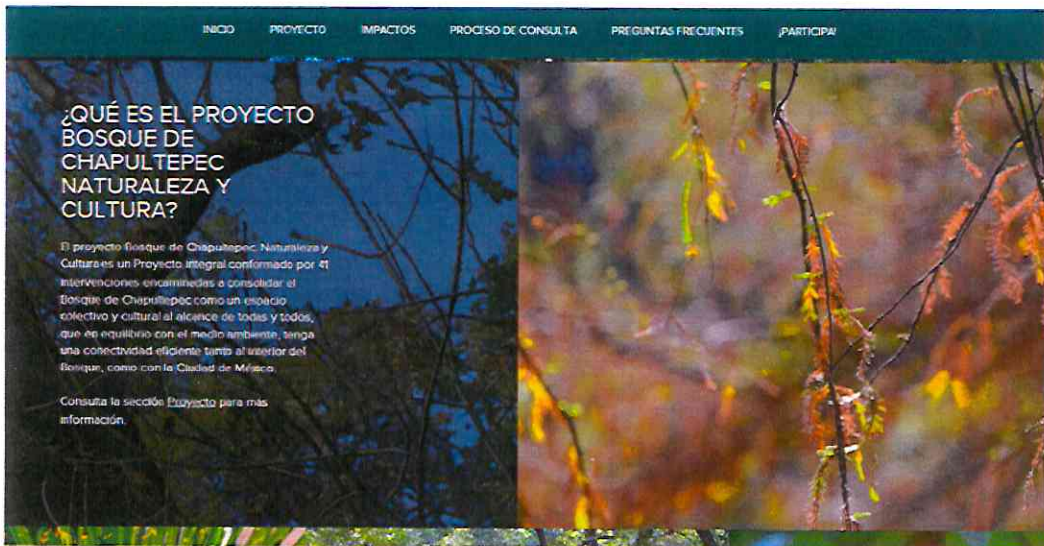 INICIO PROYECTO IMPACTOS PROCESO DE CONSULTA PREGUNTAS FRECUENTES ¡PARTICIPA!
¿QUÉ ES EL PROYECTO
BOSQUE DE
CHAPULTEPEC
NATURALEZA Y
CULTURA?
El proyecto Bosque de Chapultepec, Naturaleza y
Cultura es un Proyecto integral conformado por 41
intervenciones encaminadas a consolidar el
Bosque de Chapultepec como un espacio
colectivo y cultural al alcance de todas y todos,
que en equilibrio con el medio ambiente, tenga
una conectividad eficiente tanto al interior del
Bosque, como con la Ciudad de México.
Consulta la sección Proyecto para más
información.